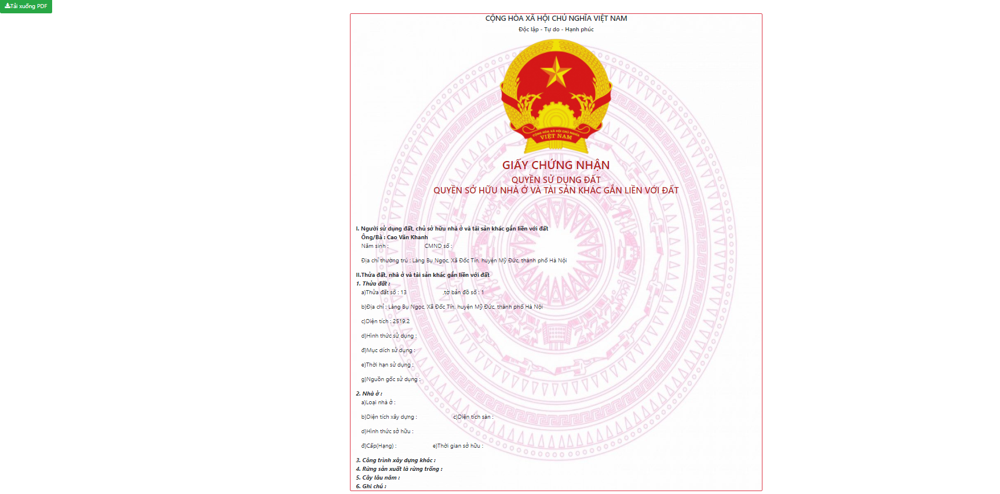 Tải xuống PDF
CỘNG HÒA XÃ HỘI CHỦ NGHĨA VIỆT NAM
Độc lập - Tự do - Hạnh phúc
CỘNG HÒA XÃ HỘI CHỦ NGHĨA
VIỆT NAM
GIẤY CHỨNG NHẬN
QUYỀN SỬ DỤNG ĐẤT
QUYỀN SỞ HỮU NHÀ Ở VÀ TÀI SẢN KHÁC GẮN LIỀN VỚI ĐẤT
I. Người sử dụng đất, chủ sở hữu nhà ở và tài sản khác gắn liền với đất
Ông/Bà : Cao Văn Khanh
Năm sinh : CMND số :
Địa chỉ thường trú : Làng Bụ Ngọc, Xã Đốc Tín, huyện Mỹ Đức, thành phố Hà Nội
II.Thửa đất, nhà ở và tài sản khác gắn liền với đất
1. Thửa đất :
a)Thửa đất số : 13 ,tờ bản đồ số : 1
b)Địa chỉ : Làng Bụ Ngọc, Xã Đốc Tín, huyện Mỹ Đức, thành phố Hà Nội
c)Diện tích : 2519.2
d)Hình thức sử dụng :
đ)Mục dích sử dụng :
e)Thời hạn sử dụng :
g)Nguồn gốc sử dụng :
2. Nhà ở :
a)Loại nhà ở :
b)Diện tích xây dựng : c)Diện tích sàn :
d)Hình thức sở hữu :
đ)Cấp(Hạng) : e)Thời gian sở hữu :
3. Công trình xây dựng khác :
4. Rừng sản xuất là rừng trồng :
5. Cây lâu năm :
6. Ghi chú :